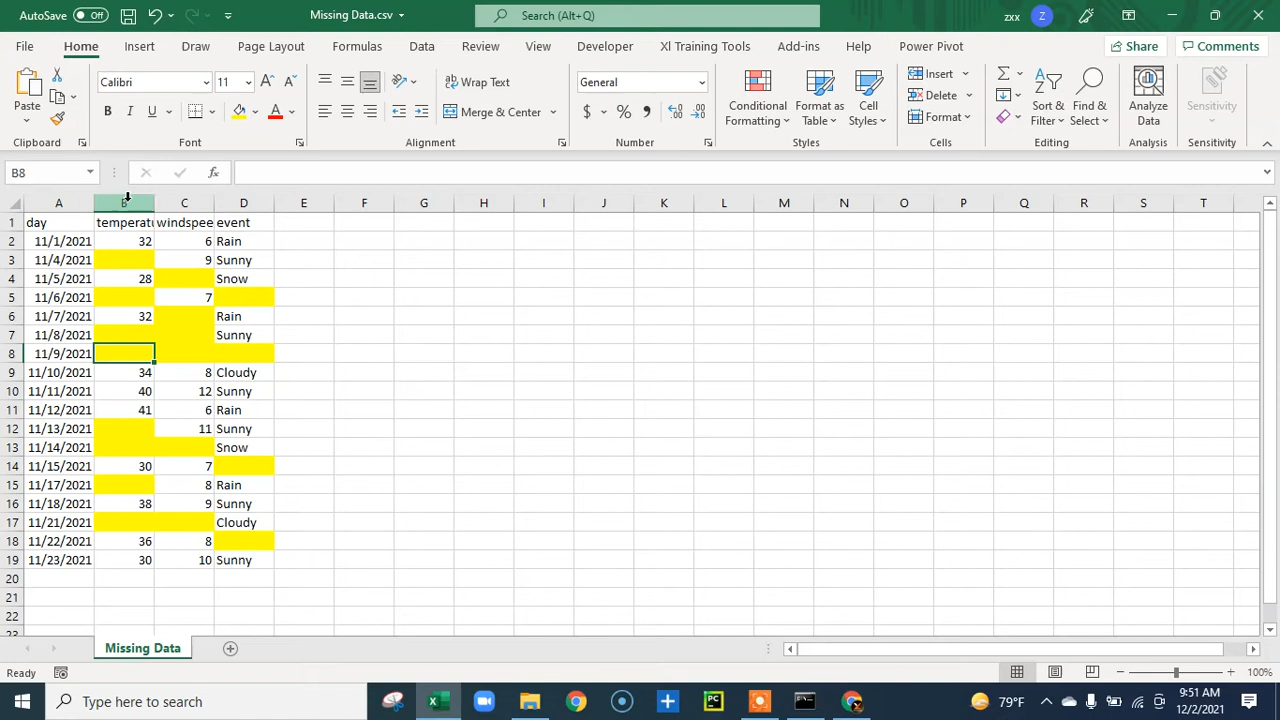 AutoSave Off Missing Data.csv Search (Alt+Q) zxx Z
File Home Insert Draw Page Layout Formulas Data Review View Developer Xl Training Tools Add-ins Help Power Pivot Share Comments
Paste Calibri 11 A A Wrap Text General Conditional Formatting Format as Table Cell Styles Insert Sort & Filter Find & Select Analyze Data Sensitivity
B I U A Merge & Center $ % Delete
Format
Clipboard Font Alignment Number Styles Cells Editing Analysis Sensitivity
B8 fx
A B C D E F G H I J K L M N O P Q R S T
1 day temperatu windspee event
2 11/1/2021 32 6 Rain
3 11/4/2021 9 Sunny
4 11/5/2021 28 Snow
5 11/6/2021 7
6 11/7/2021 32 Rain
7 11/8/2021 Sunny
8 11/9/2021
9 11/10/2021 34 8 Cloudy
10 11/11/2021 40 12 Sunny
11 11/12/2021 41 6 Rain
12 11/13/2021 11 Sunny
13 11/14/2021 Snow
14 11/15/2021 30 7
15 11/17/2021 8 Rain
16 11/18/2021 38 9 Sunny
17 11/21/2021 Cloudy
18 11/22/2021 36 8
19 11/23/2021 30 10 Sunny
20
21
22
23
Missing Data
Ready 100%
Type here to search PC 79°F 9:51 AM
12/2/2021